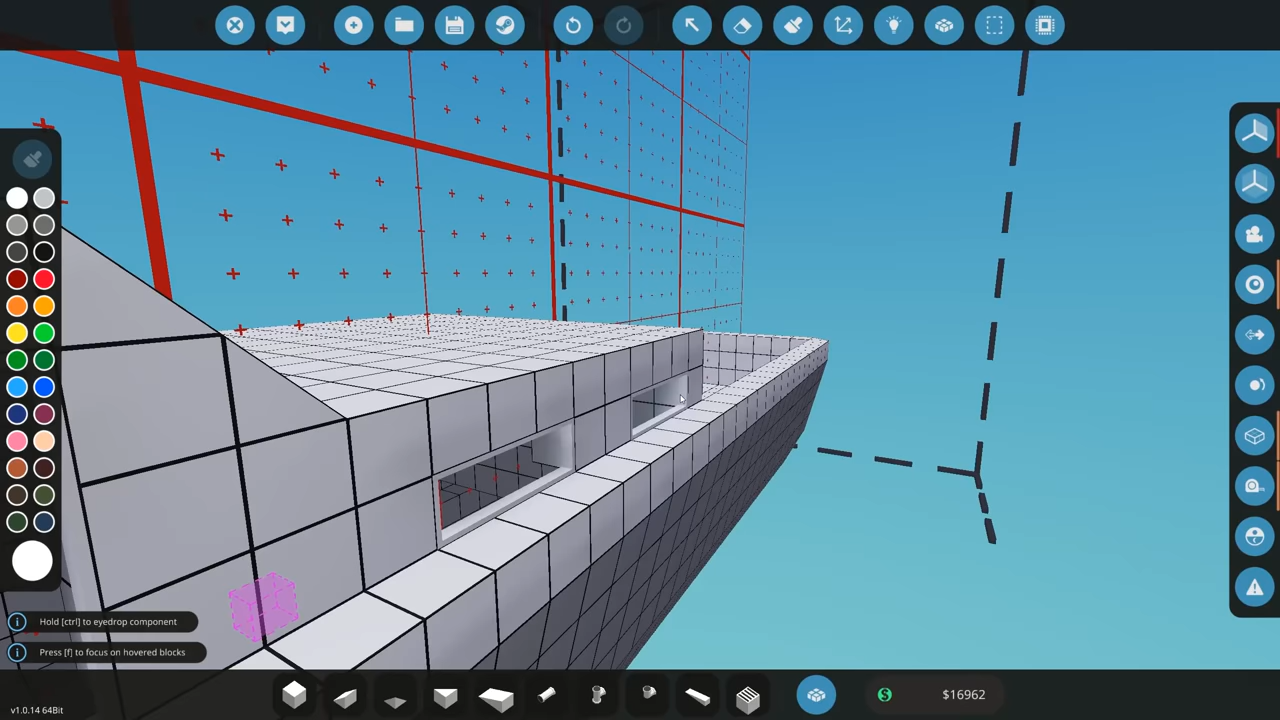 Hold [ctrl] to eyedrop component
Press [f] to focus on hovered blocks
$ $16962
v1.0.14 64Bit